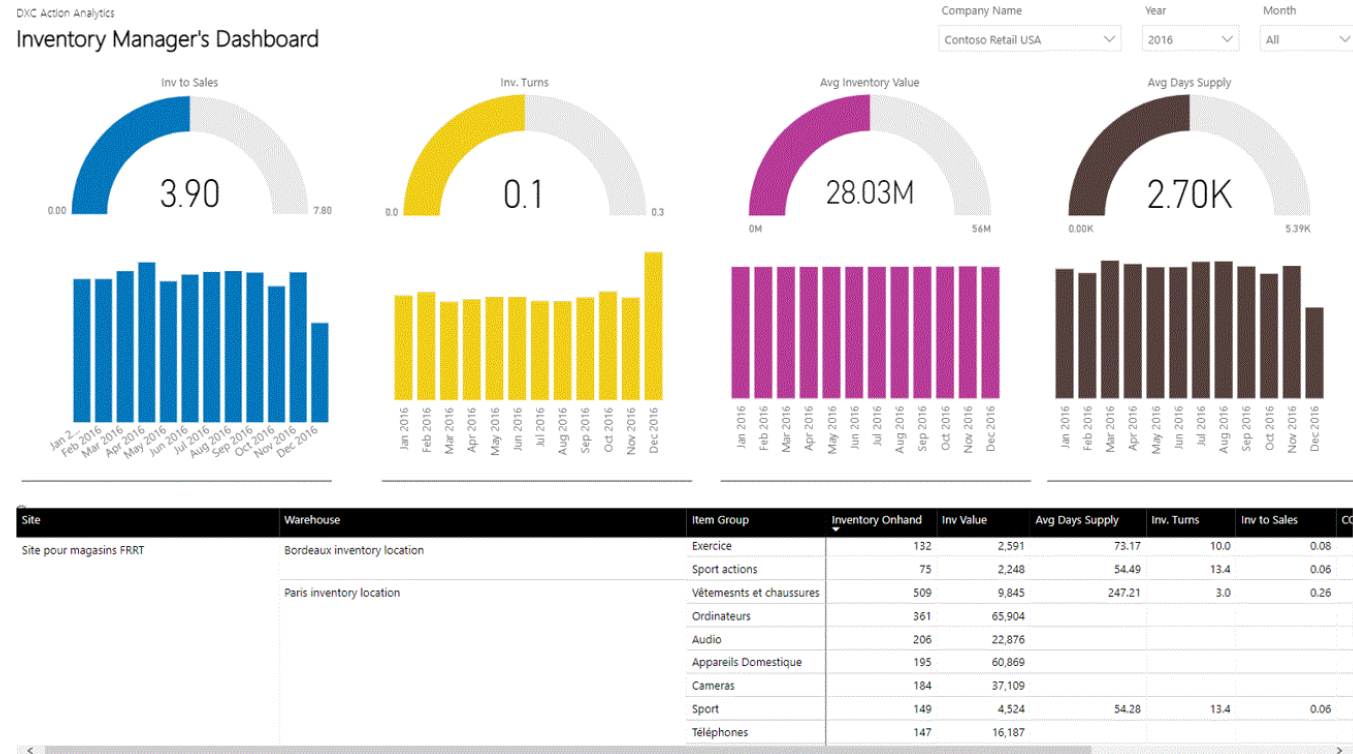 DXC Action Analytics
Inventory Manager's Dashboard
Company Name Year Month
Contoso Retail USA 2016 All
Inv to Sales Inv. Turns Avg Inventory Value Avg Days Supply
3.90 0.1 28.03M 2.70K
0.00 7.80 0.0 0.3 0M 56M 0.00K 5.39K
Jan 2... Feb 2016 Mar 2016 Apr 2016 May 2016 Jun 2016 Jul 2016 Aug 2016 Sep 2016 Oct 2016 Nov 2016 Dec 2016
Jan 2016 Feb 2016 Mar 2016 Apr 2016 May 2016 Jun 2016 Jul 2016 Aug 2016 Sep 2016 Oct 2016 Nov 2016 Dec 2016
Jan 2016 Feb 2016 Mar 2016 Apr 2016 May 2016 Jun 2016 Jul 2016 Aug 2016 Sep 2016 Oct 2016 Nov 2016 Dec 2016
Jan 2016 Feb 2016 Mar 2016 Apr 2016 May 2016 Jun 2016 Jul 2016 Aug 2016 Sep 2016 Oct 2016 Nov 2016 Dec 2016
Site Warehouse Item Group Inventory Onhand Inv Value Avg Days Supply Inv. Turns Inv to Sales
Site pour magasins FRRT Bordeaux inventory location Exercice 132 2,591 73.17 10.0 0.08
Sport actions 75 2,248 54.49 13.4 0.06
Paris inventory location Vêtemesnts et chaussures 509 9,845 247.21 3.0 0.26
Ordinateurs 361 65,904
Audio 206 22,876
Appareils Domestique 195 60,869
Cameras 184 37,109
Sport 149 4,524 54.28 13.4 0.06
Téléphones 147 16,187